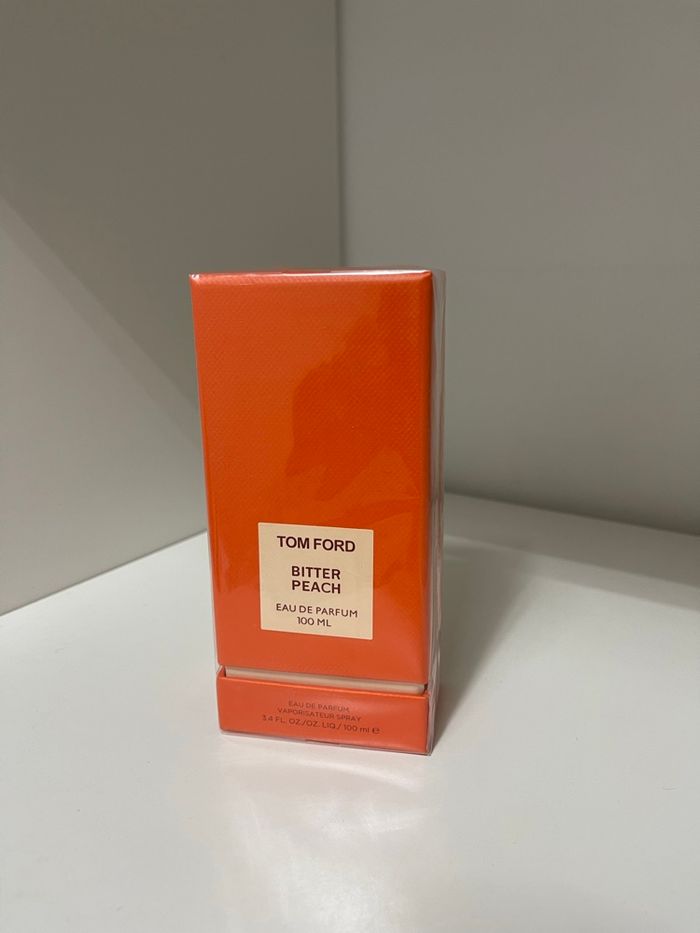 TOM FORD
BITTER
PEACH
EAU DE PARFUM
100 ML
EAU DE PARFUM
VAPORISATEUR SPRAY
3.4 FL. OZ./OZ. LIQ./ 100 ml ℮